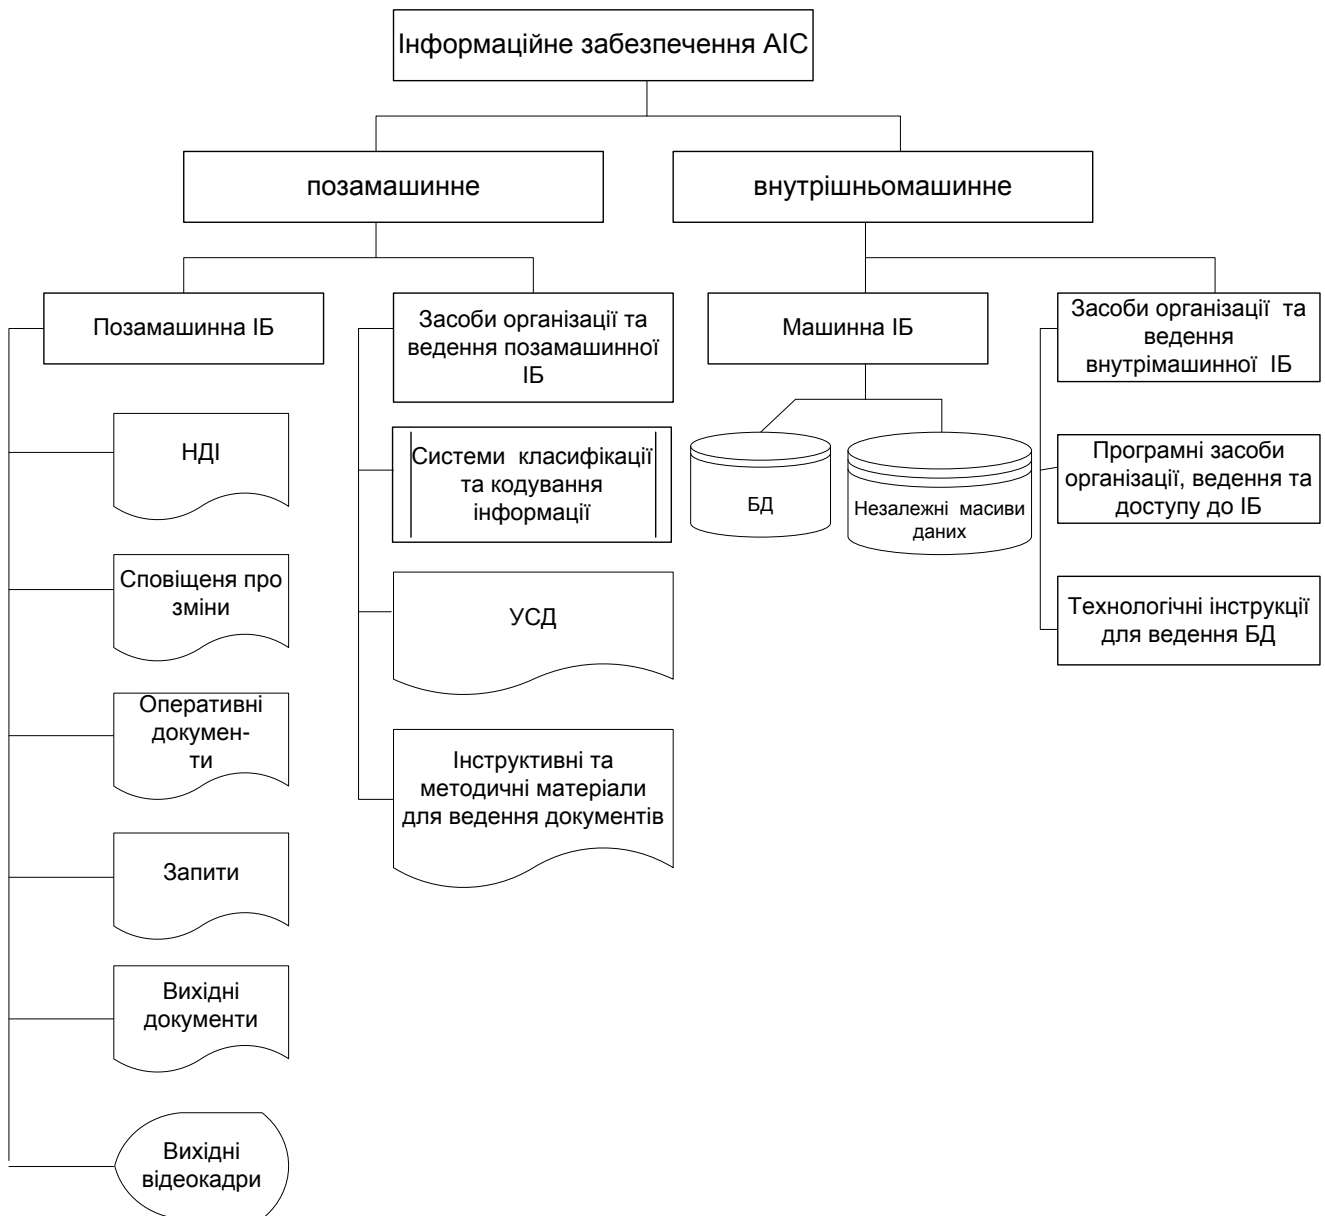 Інформаційне забезпечення АІС
позамашинне
внутрішньомашинне
Позамашинна ІБ
Засоби організації та
ведення позамашинної
ІБ
Машинна ІБ
Засоби організації та
ведення
внутрімашинної ІБ
НДІ
Сповіщеня про
зміни
Оперативні
докумен-
ти
Запити
Вихідні
документи
Вихідні
відеокадри
Системи класифікації
та кодування
інформації
УСД
Інструктивні та
методичні матеріали
для ведення документів
БД
Незалежні масиви
даних
Програмні засоби
організації, ведення та
доступу до ІБ
Технологічні інструкції
для ведення БД